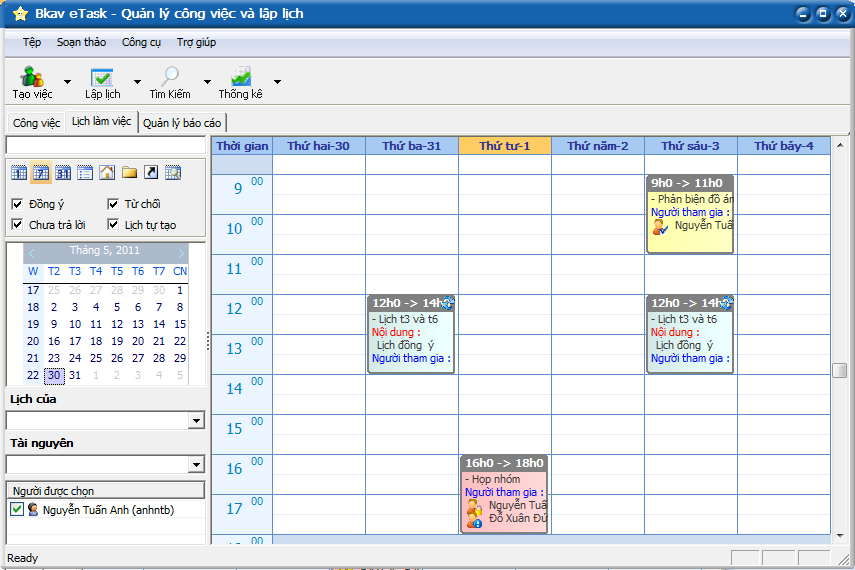 Bkav eTask - Quản lý công việc và lập lịch
Tệp Soạn thảo Công cụ Trợ giúp
Tạo việc Lập lịch Tìm Kiếm Thống kê
Công việc Lịch làm việc Quản lý báo cáo
1 7 31
Đồng ý Từ chối
Chưa trả lời Lịch tự tạo
Tháng 5, 2011
W T2 T3 T4 T5 T6 T7 CN
17 25 26 27 28 29 30 1
18 2 3 4 5 6 7 8
19 9 10 11 12 13 14 15
20 16 17 18 19 20 21 22
21 23 24 25 26 27 28 29
22 30 31 1 2 3 4 5
Lịch của
Tài nguyên
Người được chọn
Nguyễn Tuấn Anh (anhntb)
Thời gian Thứ hai-30 Thứ ba-31 Thứ tư-1 Thứ năm-2 Thứ sáu-3 Thứ bảy-4
9 00
10 00
11 00
12 00
13 00
14 00
15 00
16 00
17 00
00
12h0 -> 14h0
- Lịch t3 và t6
Nội dung :
Lịch đồng ý
Người tham gia :
16h0 -> 18h0
- Họp nhóm
Người tham gia :
Nguyễn Tuấ
Đỗ Xuân Đứ
9h0 -> 11h0
- Phản biện đồ án
Người tham gia :
Nguyễn Tuấ
12h0 -> 14h0
- Lịch t3 và t6
Nội dung :
Lịch đồng ý
Người tham gia :
Ready